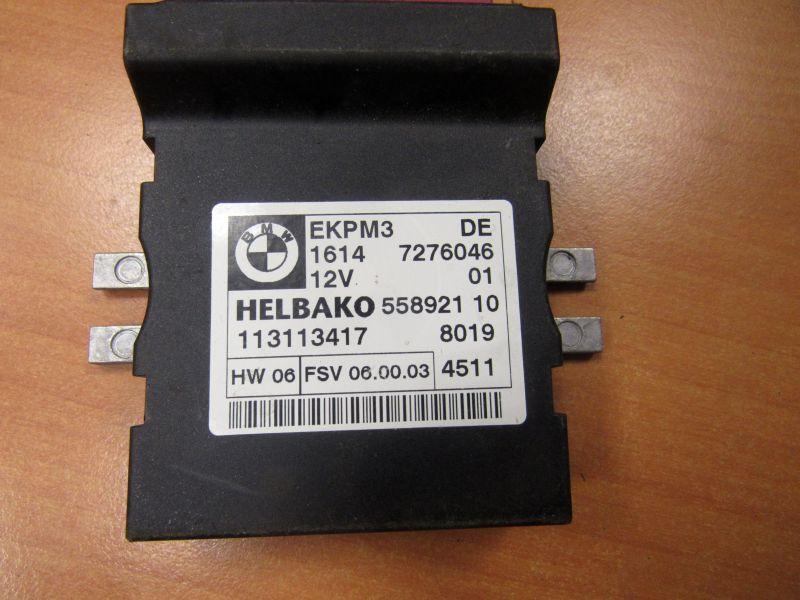 BMW
EKPM3 DE
1614 7276046
12V 01
HELBAKO 558921 10
113113417 8019
HW 06 FSV 06.00.03 4511